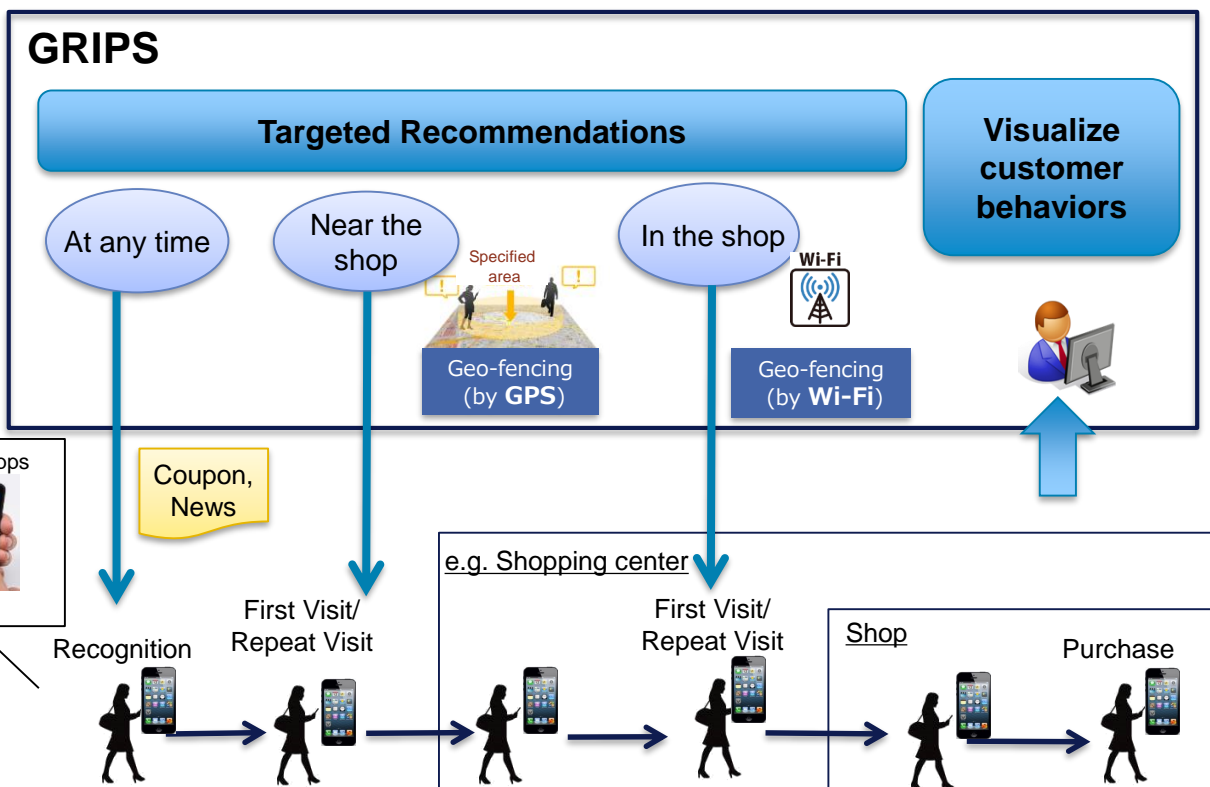 GRIPS
Targeted Recommendations
Visualize
customer
behaviors
At any time
Near the
shop
Specified
area
In the shop
Wi-Fi
Geo-fencing
(by GPS)
Geo-fencing
(by Wi-Fi)
ops
Coupon,
News
e.g. Shopping center
Recognition
First Visit/
Repeat Visit
First Visit/
Repeat Visit
Shop
Purchase